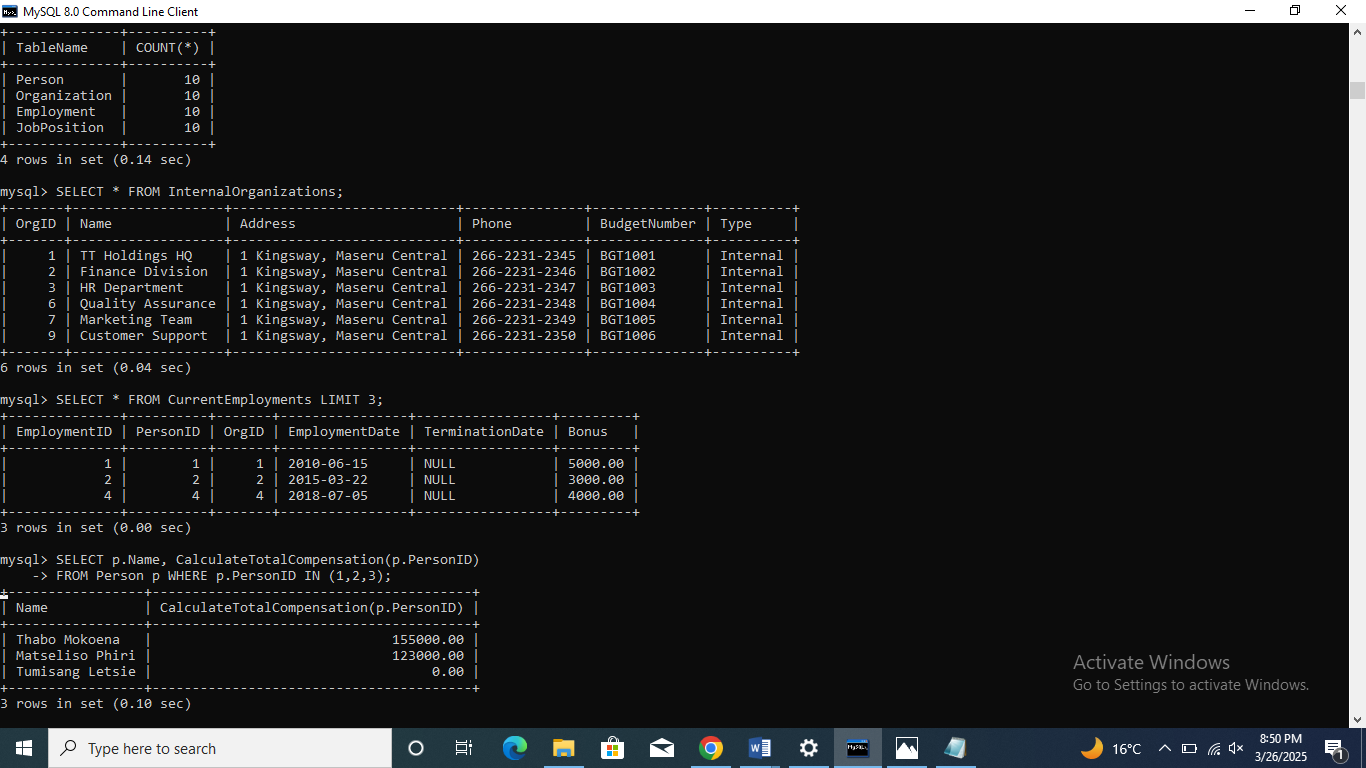 MySQL 8.0 Command Line Client
+--------------+----------+
| TableName    | COUNT(*) |
+--------------+----------+
| Person       |       10 |
| Organization |       10 |
| Employment   |       10 |
| JobPosition  |       10 |
+--------------+----------+
4 rows in set (0.14 sec)
mysql> SELECT * FROM InternalOrganizations;
+-------+-------------------+----------------------------+---------------+--------------+----------+
| OrgID | Name              | Address                    | Phone         | BudgetNumber | Type     |
+-------+-------------------+----------------------------+---------------+--------------+----------+
|     1 | TT Holdings HQ    | 1 Kingsway, Maseru Central | 266-2231-2345 | BGT1001      | Internal |
|     2 | Finance Division  | 1 Kingsway, Maseru Central | 266-2231-2346 | BGT1002      | Internal |
|     3 | HR Department     | 1 Kingsway, Maseru Central | 266-2231-2347 | BGT1003      | Internal |
|     6 | Quality Assurance | 1 Kingsway, Maseru Central | 266-2231-2348 | BGT1004      | Internal |
|     7 | Marketing Team    | 1 Kingsway, Maseru Central | 266-2231-2349 | BGT1005      | Internal |
|     9 | Customer Support  | 1 Kingsway, Maseru Central | 266-2231-2350 | BGT1006      | Internal |
+-------+-------------------+----------------------------+---------------+--------------+----------+
6 rows in set (0.04 sec)
mysql> SELECT * FROM CurrentEmployments LIMIT 3;
+--------------+----------+-------+----------------+-----------------+---------+
| EmploymentID | PersonID | OrgID | EmploymentDate | TerminationDate | Bonus   |
+--------------+----------+-------+----------------+-----------------+---------+
|            1 |        1 |     1 | 2010-06-15     | NULL            | 5000.00 |
|            2 |        2 |     2 | 2015-03-22     | NULL            | 3000.00 |
|            4 |        4 |     4 | 2018-07-05     | NULL            | 4000.00 |
+--------------+----------+-------+----------------+-----------------+---------+
3 rows in set (0.00 sec)
mysql> SELECT p.Name, CalculateTotalCompensation(p.PersonID)
    -> FROM Person p WHERE p.PersonID IN (1,2,3);
+-----------------+----------------------------------------+
| Name            | CalculateTotalCompensation(p.PersonID) |
+-----------------+----------------------------------------+
| Thabo Mokoena   |                              155000.00 |
| Matseliso Phiri |                              123000.00 |
| Tumisang Letsie |                                   0.00 |
+-----------------+----------------------------------------+
3 rows in set (0.10 sec)
Activate Windows
Go to Settings to activate Windows.
Type here to search
16°C
8:50 PM
3/26/2025
1